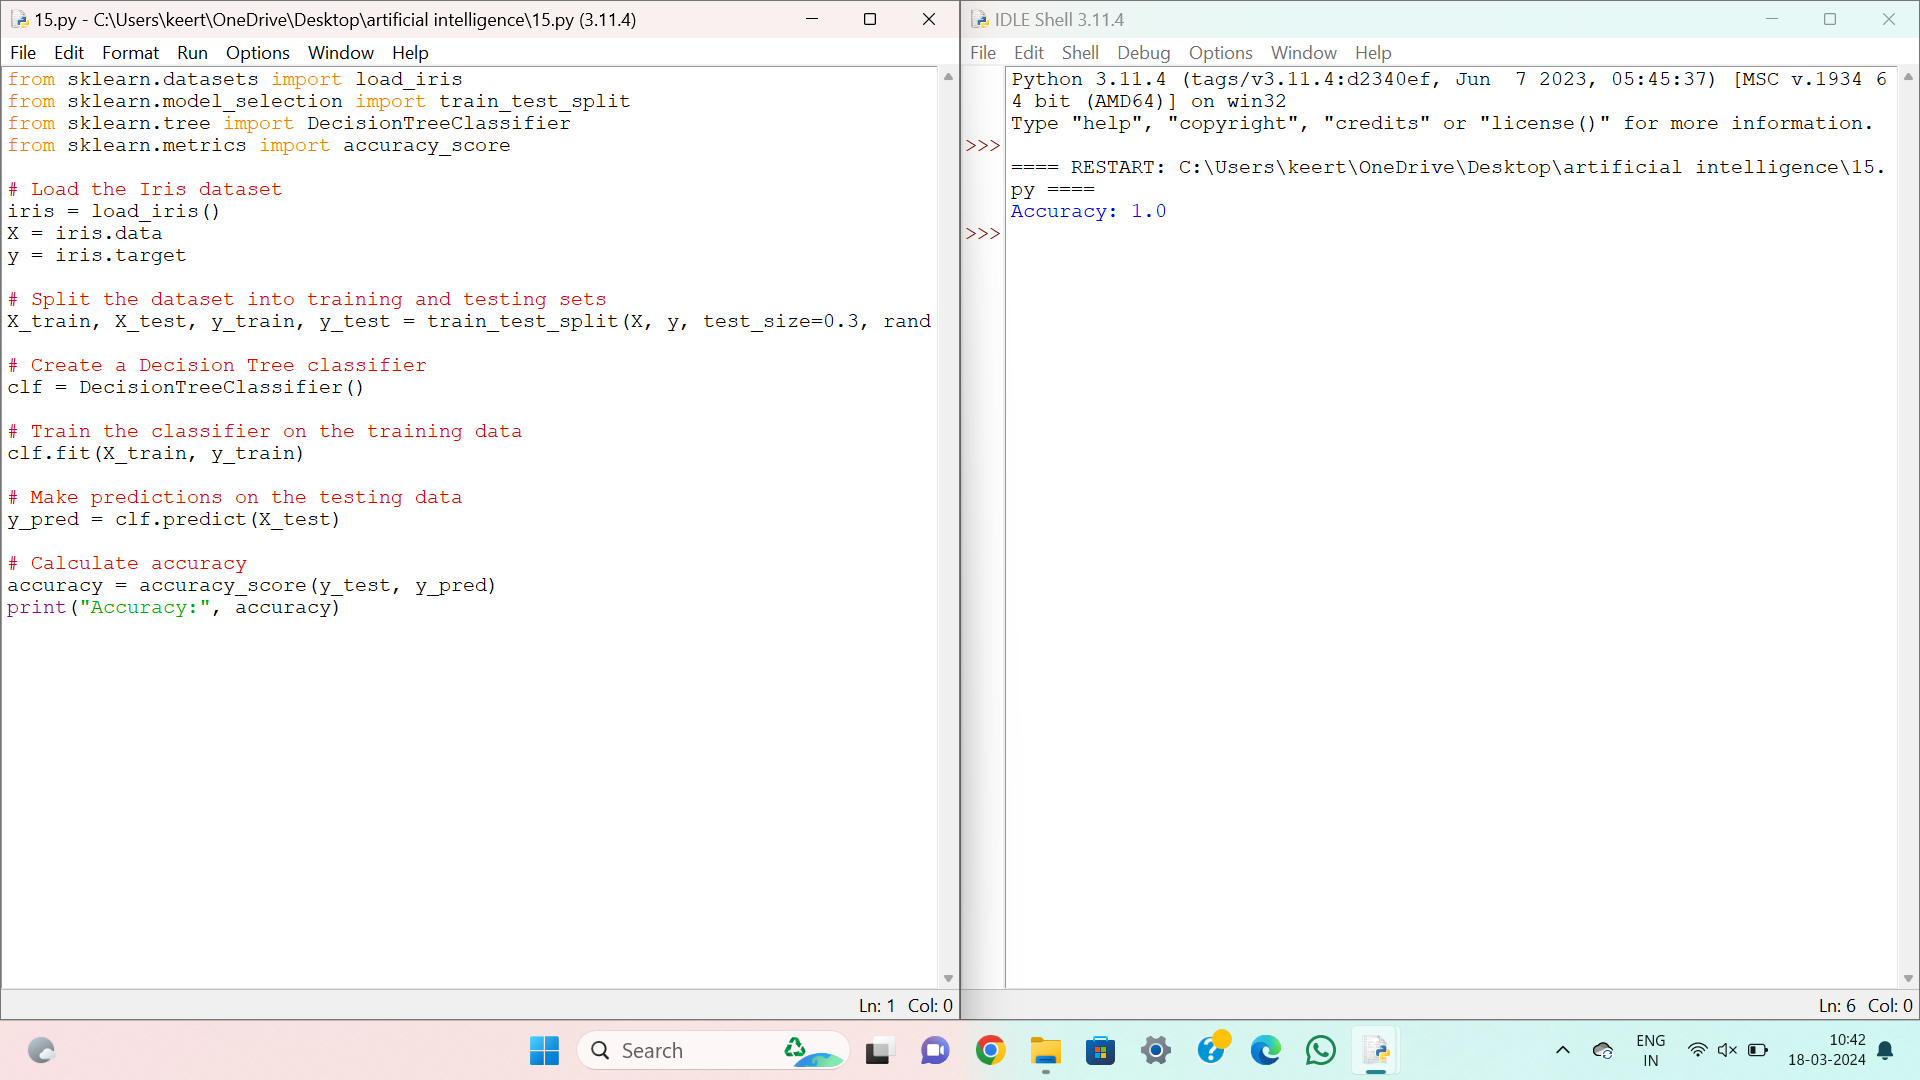 15.py - C:\Users\keert\OneDrive\Desktop\artificial intelligence\15.py (3.11.4)
File Edit Format Run Options Window Help
from sklearn.datasets import load_iris
from sklearn.model_selection import train_test_split
from sklearn.tree import DecisionTreeClassifier
from sklearn.metrics import accuracy_score
# Load the Iris dataset
iris = load_iris()
X = iris.data
y = iris.target
# Split the dataset into training and testing sets
X_train, X_test, y_train, y_test = train_test_split(X, y, test_size=0.3, rand
# Create a Decision Tree classifier
clf = DecisionTreeClassifier()
# Train the classifier on the training data
clf.fit(X_train, y_train)
# Make predictions on the testing data
y_pred = clf.predict(X_test)
# Calculate accuracy
accuracy = accuracy_score(y_test, y_pred)
print("Accuracy:", accuracy)
Ln: 1 Col: 0
IDLE Shell 3.11.4
File Edit Shell Debug Options Window Help
Python 3.11.4 (tags/v3.11.4:d2340ef, Jun  7 2023, 05:45:37) [MSC v.1934 6
4 bit (AMD64)] on win32
Type "help", "copyright", "credits" or "license()" for more information.
>>>
==== RESTART: C:\Users\keert\OneDrive\Desktop\artificial intelligence\15.
py ====
Accuracy: 1.0
>>>
Ln: 6 Col: 0
Search
ENG
IN
10:42
18-03-2024